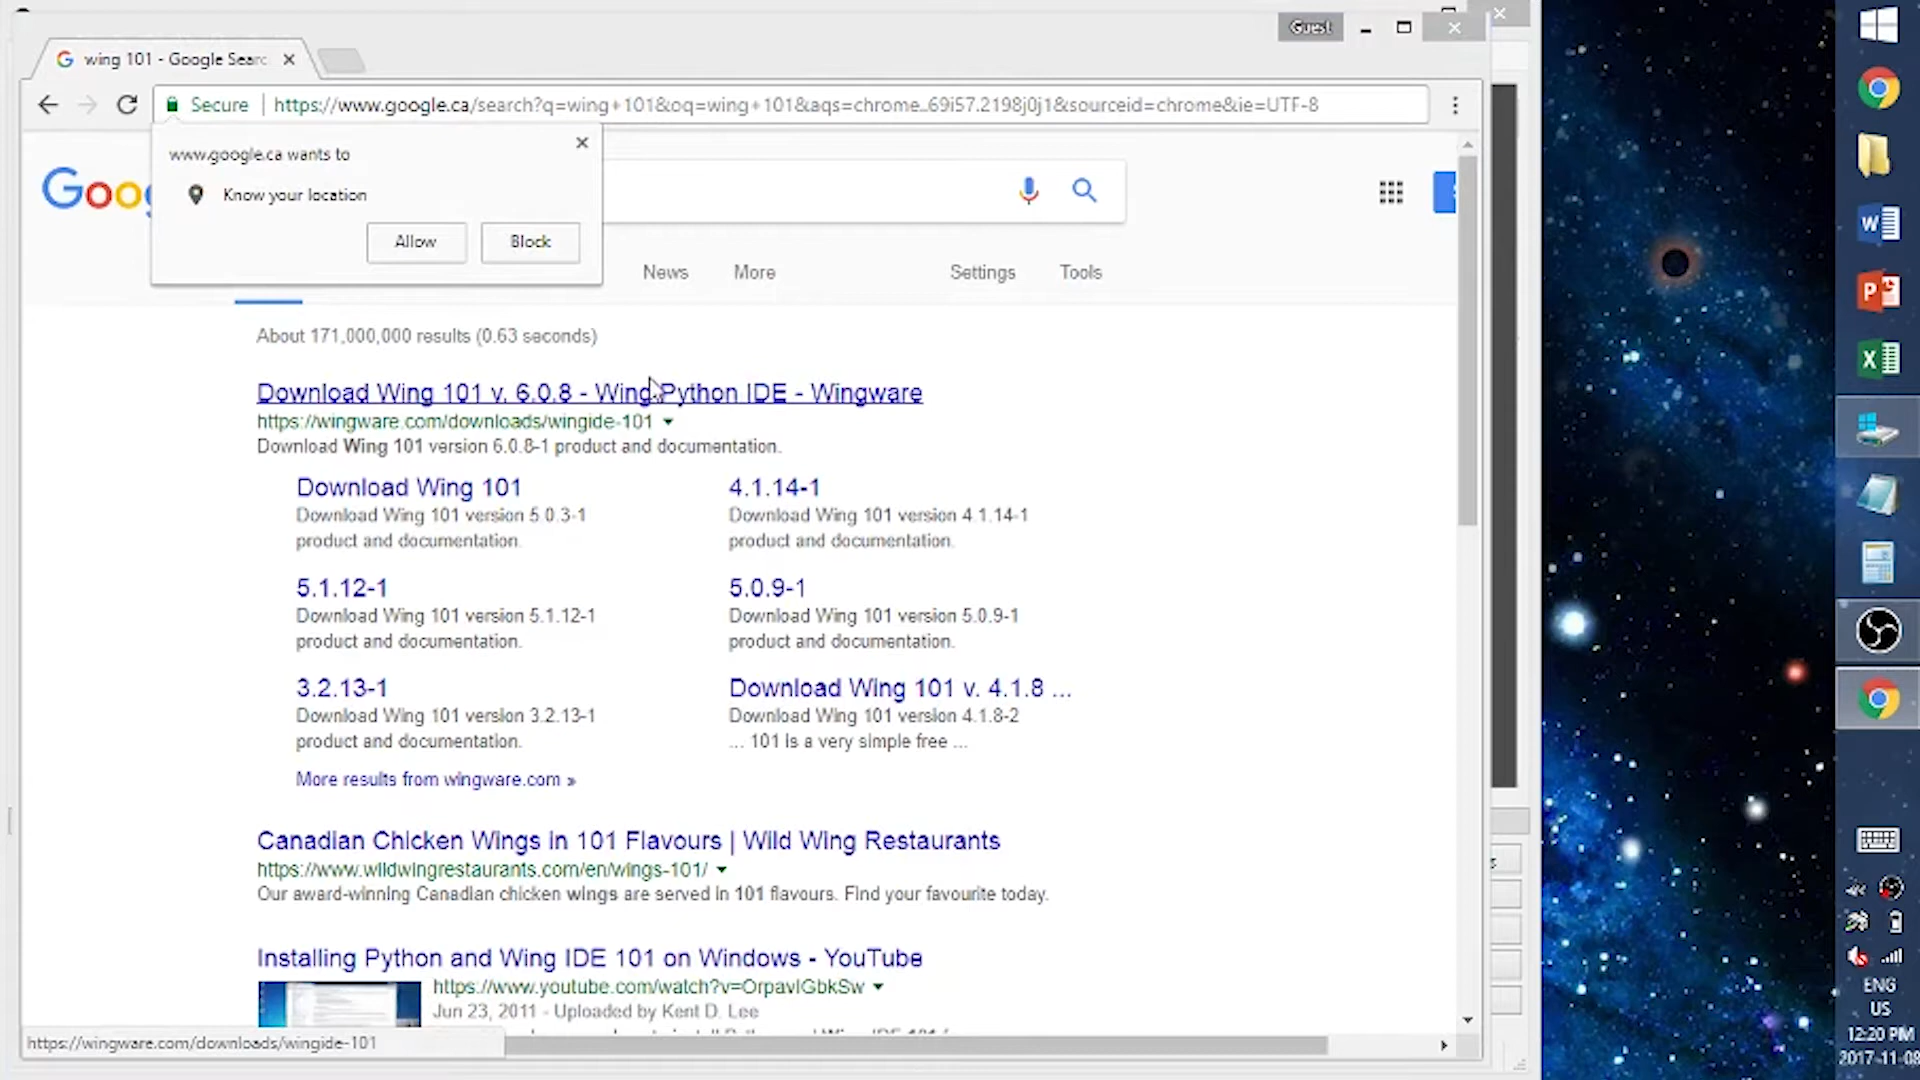 Guest
wing 101 - Google Searc
Secure
https://www.google.ca/search?q=wing+101&oq=wing+101&aqs=chrome..69i57.2198j0j1&sourceid=chrome&ie=UTF-8
www.google.ca wants to
Know your location
Allow
Block
Goog
News
More
Settings
Tools
About 171,000,000 results (0.63 seconds)
Download Wing 101 v. 6.0.8 - Wing Python IDE - Wingware
https://wingware.com/downloads/wingide-101
Download Wing 101 version 6.0.8-1 product and documentation.
Download Wing 101
Download Wing 101 version 5.0.3-1
product and documentation.
4.1.14-1
Download Wing 101 version 4.1.14-1
product and documentation.
5.1.12-1
Download Wing 101 version 5.1.12-1
product and documentation.
5.0.9-1
Download Wing 101 version 5.0.9-1
product and documentation.
3.2.13-1
Download Wing 101 version 3.2.13-1
product and documentation.
Download Wing 101 v. 4.1.8 ...
Download Wing 101 version 4.1.8-2
... 101 is a very simple free ...
More results from wingware.com »
Canadian Chicken Wings in 101 Flavours | Wild Wing Restaurants
https://www.wildwingrestaurants.com/en/wings-101/
Our award-winning Canadian chicken wings are served in 101 flavours. Find your favourite today.
Installing Python and Wing IDE 101 on Windows - YouTube
https://www.youtube.com/watch?v=OrpavIGbkSw
Jun 23, 2011 - Uploaded by Kent D. Lee
https://wingware.com/downloads/wingide-101
ENG
US
12:20 PM
2017-11-08